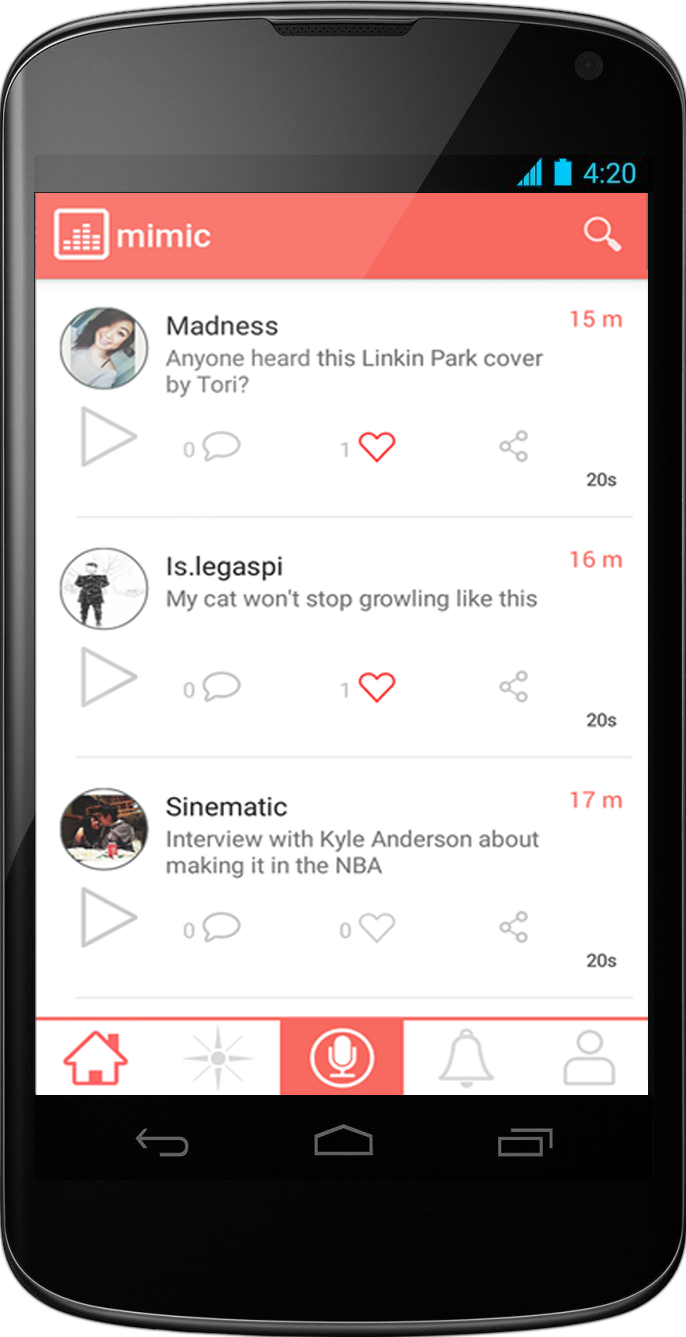 4:20
mimic
Madness
15 m
Anyone heard this Linkin Park cover
by Tori?
0
1
20s
Is.legaspi
16 m
My cat won't stop growling like this
0
1
20s
Sinematic
17 m
Interview with Kyle Anderson about
making it in the NBA
0
0
20s